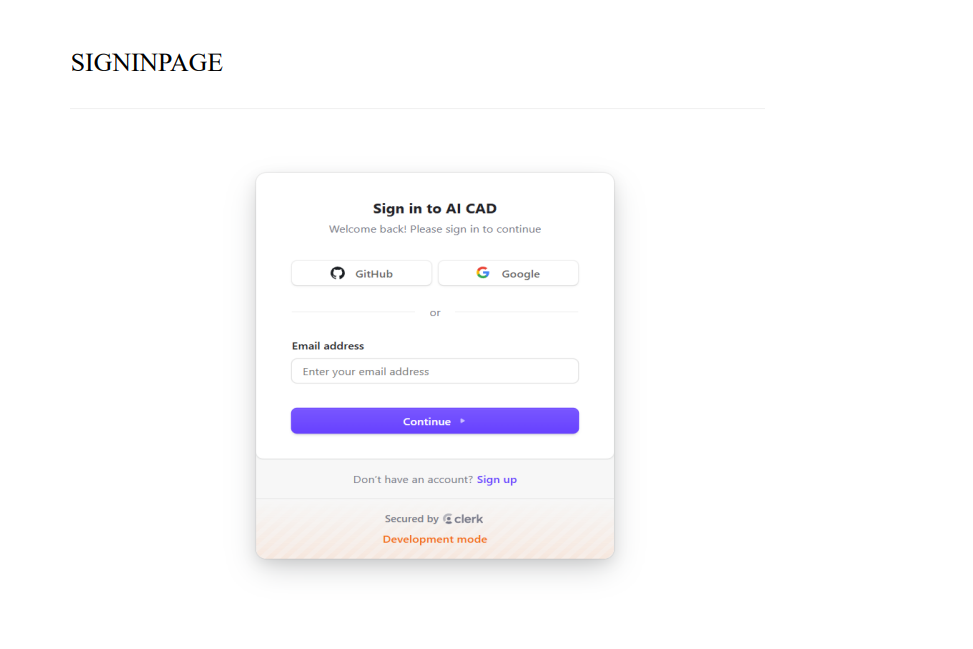 SIGNINPAGE
Sign in to AI CAD
Welcome back! Please sign in to continue
GitHub
Google
or
Email address
Enter your email address
Continue
Don't have an account? Sign up
Secured by clerk
Development mode